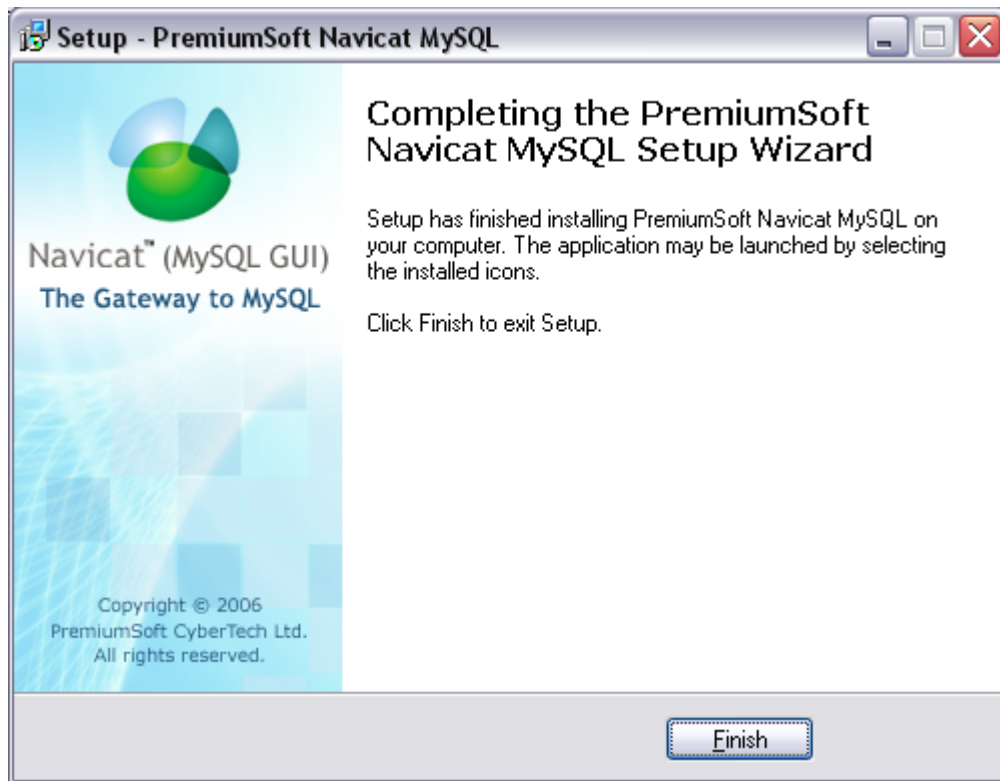 Setup - PremiumSoft Navicat MySQL
Completing the PremiumSoft
Navicat MySQL Setup Wizard
Setup has finished installing PremiumSoft Navicat MySQL on
your computer. The application may be launched by selecting
the installed icons.
Click Finish to exit Setup.
Navicat™ (MySQL GUI)
The Gateway to MySQL
Copyright © 2006
PremiumSoft CyberTech Ltd.
All rights reserved.
Finish